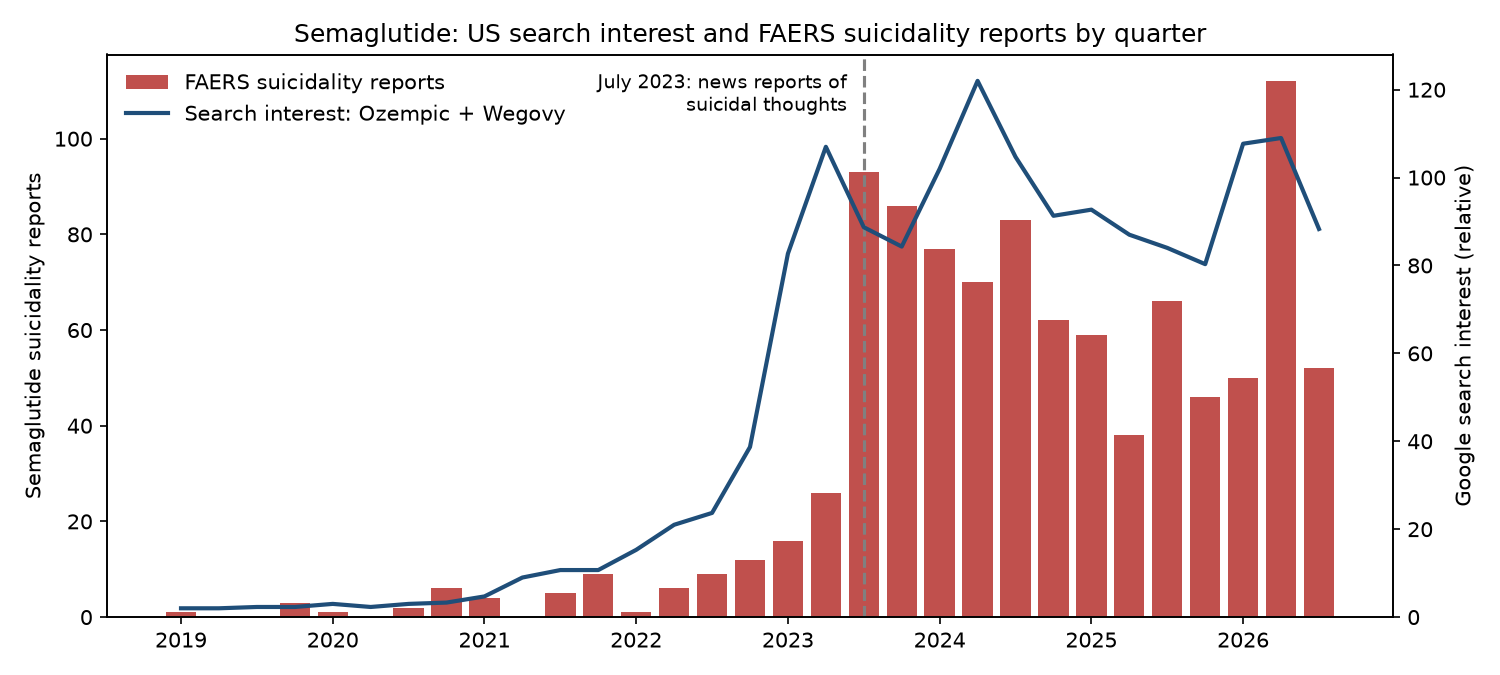 Semaglutide: US search interest and FAERS suicidality reports by quarter
FAERS suicidality reports
Search interest: Ozempic + Wegovy
July 2023: news reports of
suicidal thoughts
Semaglutide suicidality reports
100
80
60
40
20
0
Google search interest (relative)
120
100
80
60
40
20
0
2019 2020 2021 2022 2023 2024 2025 2026